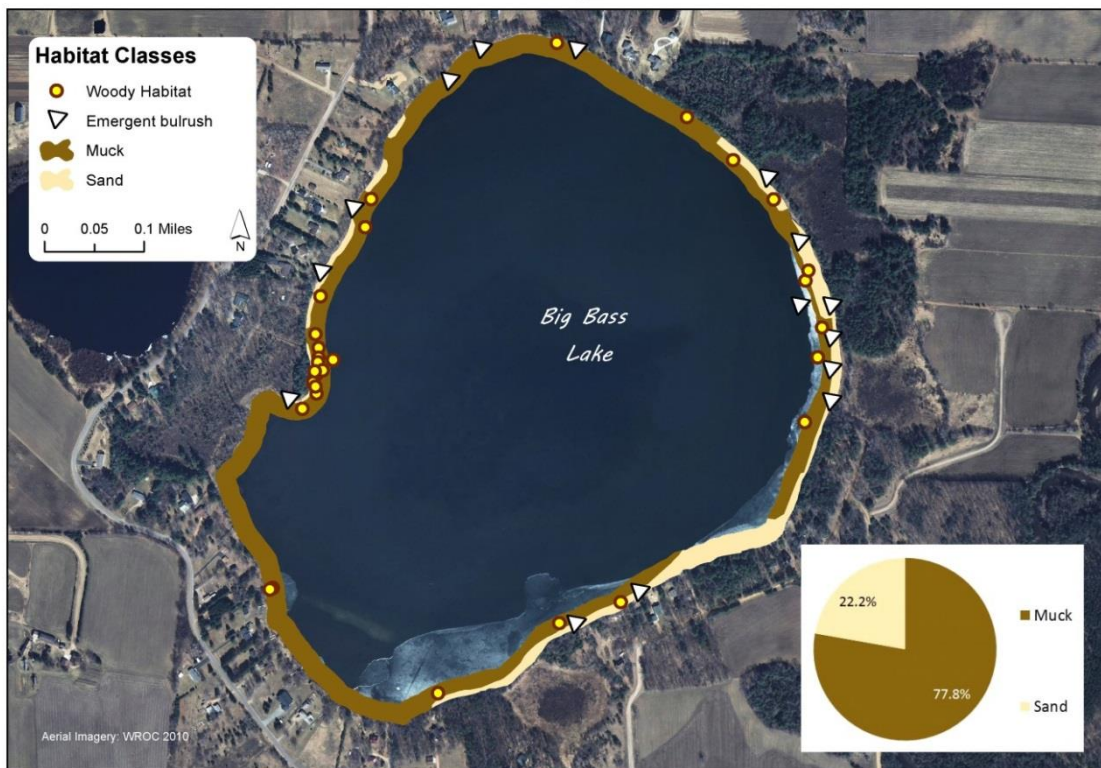 Habitat Classes
Woody Habitat
Emergent bulrush
Muck
Sand
0 0.05 0.1 Miles
N
Big Bass
Lake
22.2%
77.8%
Muck
Sand
Aerial Imagery: WROC 2010